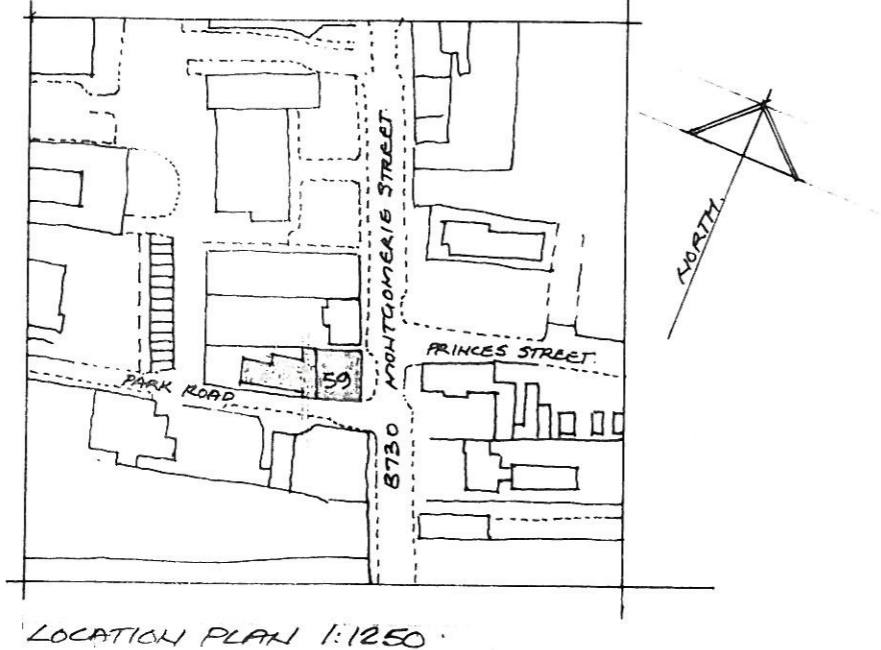 MONTGOMERIE STREET
NORTH
PRINCES STREET
59
PARK ROAD
B730
LOCATION PLAN 1:1250